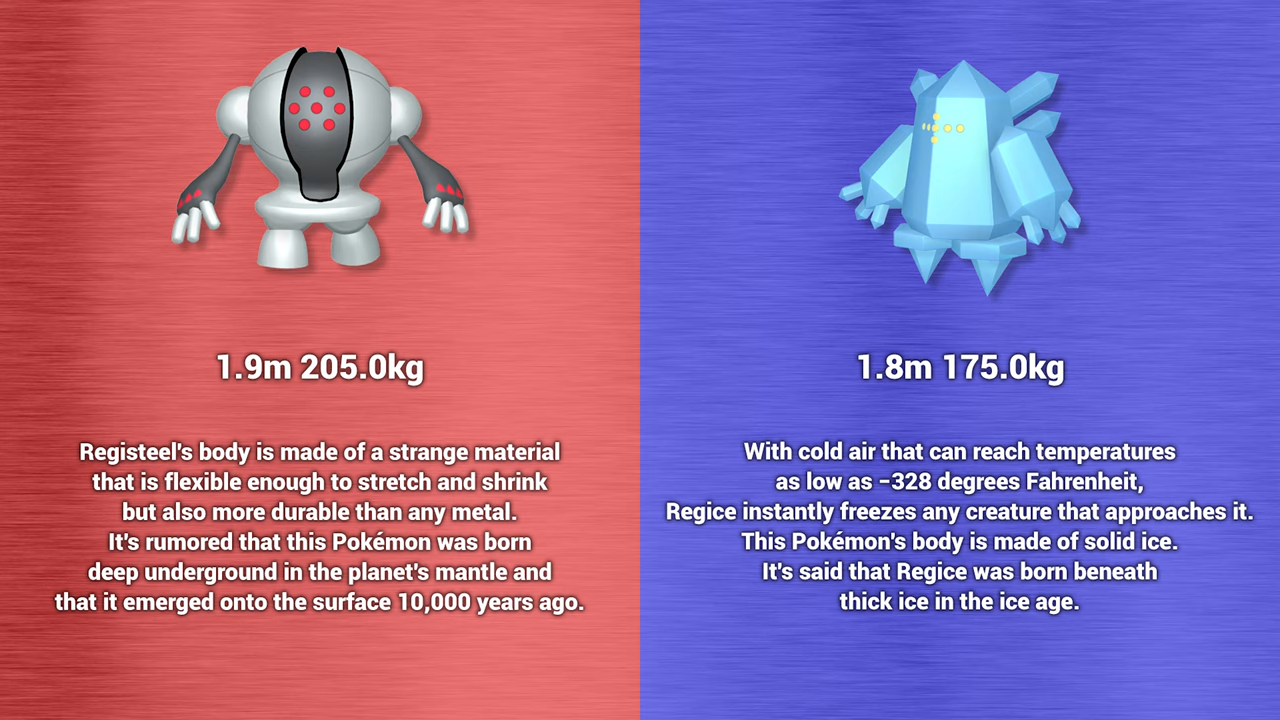 1.9m 205.0kg
Registeel's body is made of a strange material
that is flexible enough to stretch and shrink
but also more durable than any metal.
It's rumored that this Pokémon was born
deep underground in the planet's mantle and
that it emerged onto the surface 10,000 years ago.
1.8m 175.0kg
With cold air that can reach temperatures
as low as −328 degrees Fahrenheit,
Regice instantly freezes any creature that approaches it.
This Pokémon's body is made of solid ice.
It's said that Regice was born beneath
thick ice in the ice age.